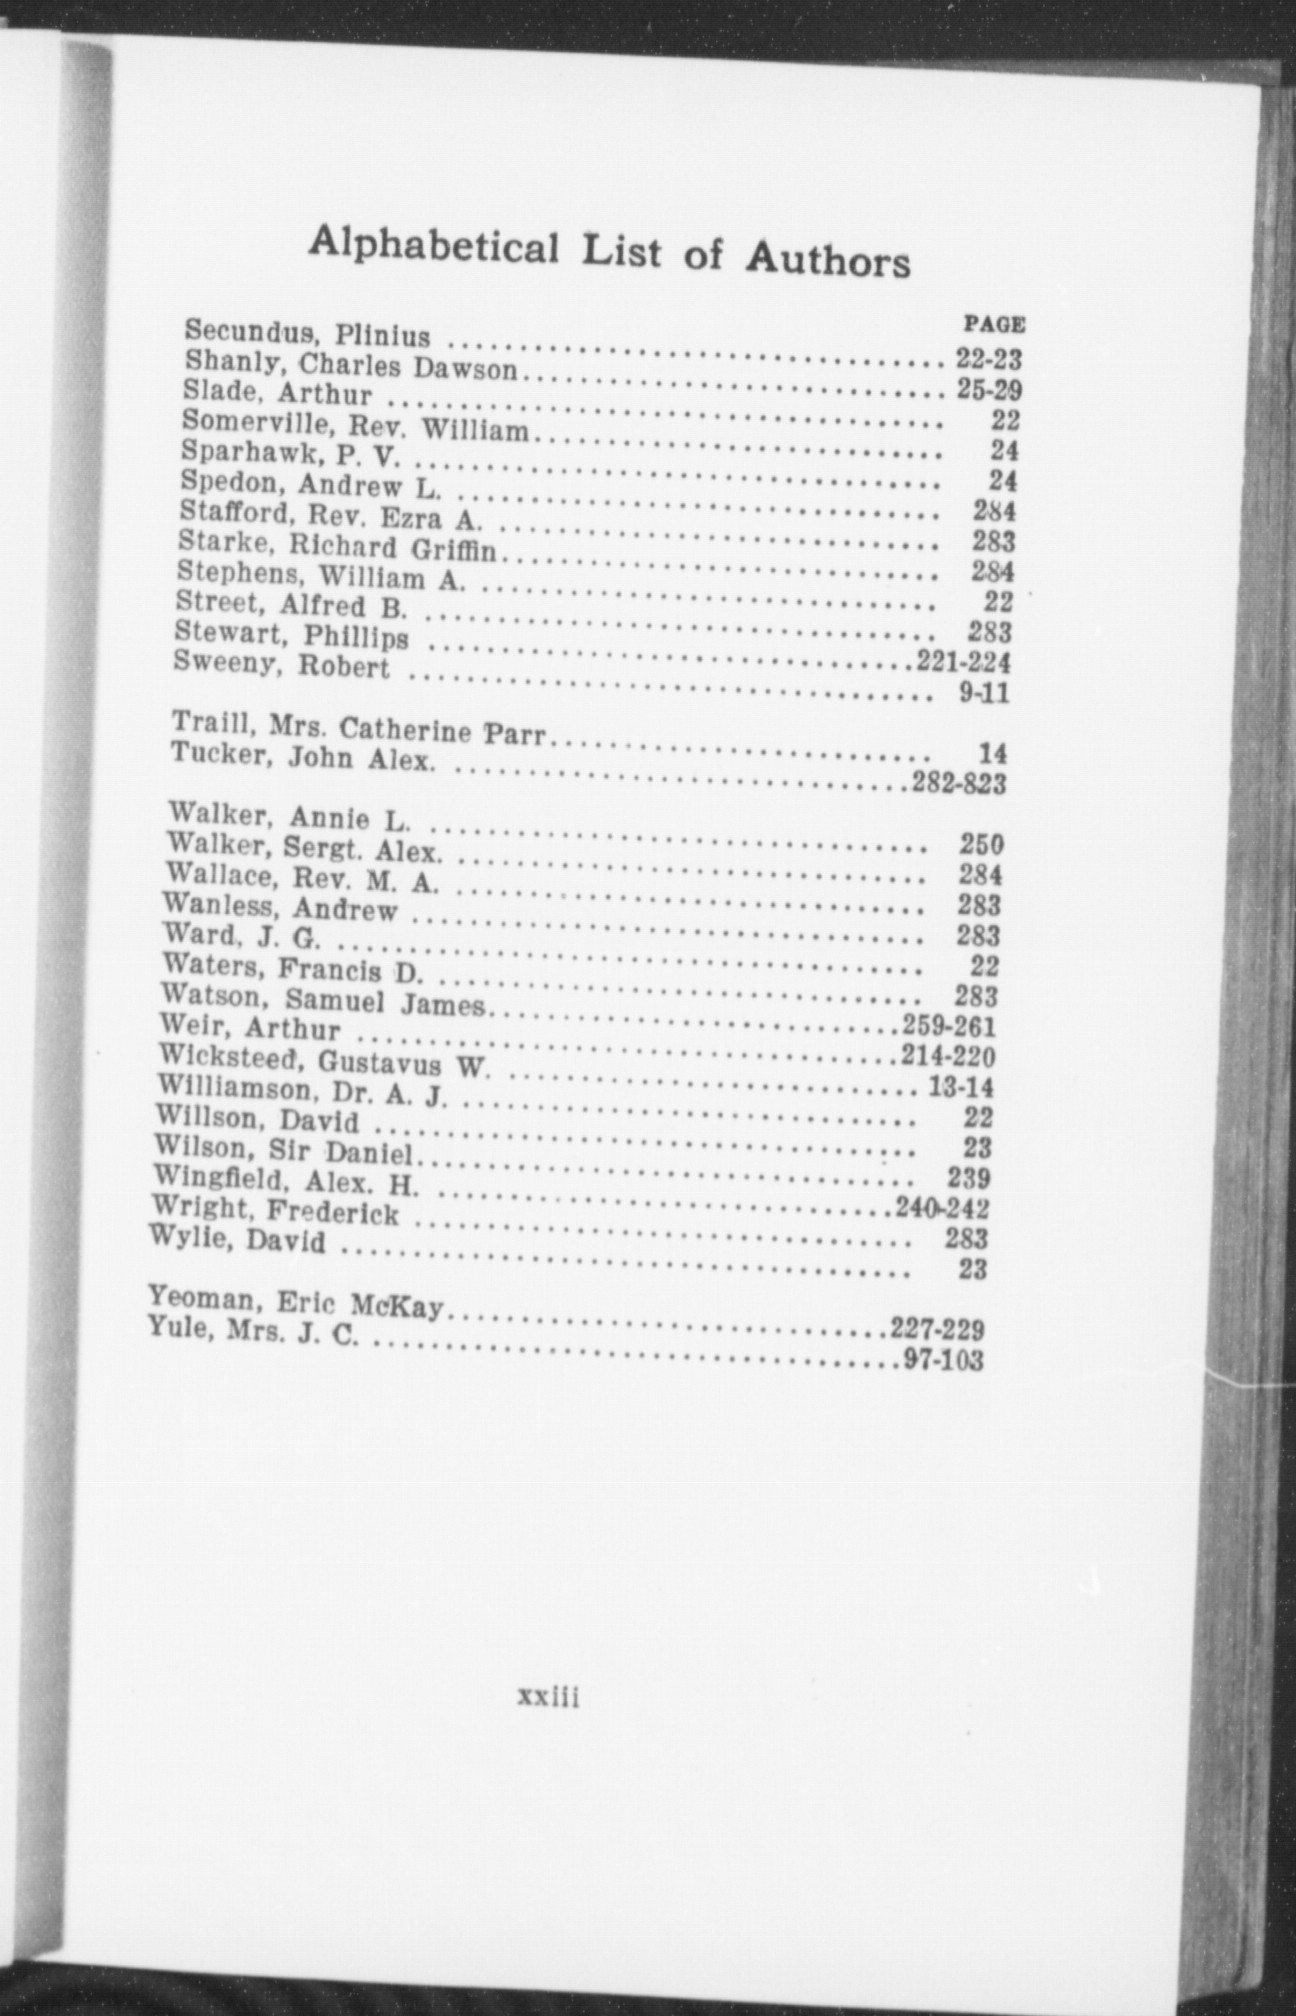 Alphabetical List of Authors
PAGE
Secundus, Plinius .................................. 22-23
Shanly, Charles Dawson............................. 25-29
Slade, Arthur ...................................... 22
Somerville, Rev. William............................ 24
Sparhawk, P. V. .................................... 24
Spedon, Andrew L. ................................. 284
Stafford, Rev. Ezra A. .............................. 283
Starke, Richard Griffin.............................. 284
Stephens, William A. ............................... 22
Street, Alfred B. ................................... 283
Stewart, Phillips .................................221-224
Sweeny, Robert .................................... 9-11
Traill, Mrs. Catherine Parr.......................... 14
Tucker, John Alex. ...............................282-823
Walker, Annie L. .................................. 250
Walker, Sergt. Alex. ................................ 284
Wallace, Rev. M. A. ................................ 283
Wanless, Andrew ................................... 283
Ward, J. G. ........................................ 22
Waters, Francis D. ................................. 283
Watson, Samuel James............................259-261
Weir, Arthur .....................................214-220
Wicksteed, Gustavus W. ............................ 13-14
Williamson, Dr. A. J. ............................... 22
Willson, David ..................................... 23
Wilson, Sir Daniel.................................. 239
Wingfield, Alex. H. ...............................240-242
Wright, Frederick .................................. 283
Wylie, David ....................................... 23
Yeoman, Eric McKay..............................227-229
Yule, Mrs. J. C. ....................................97-103
xxiii